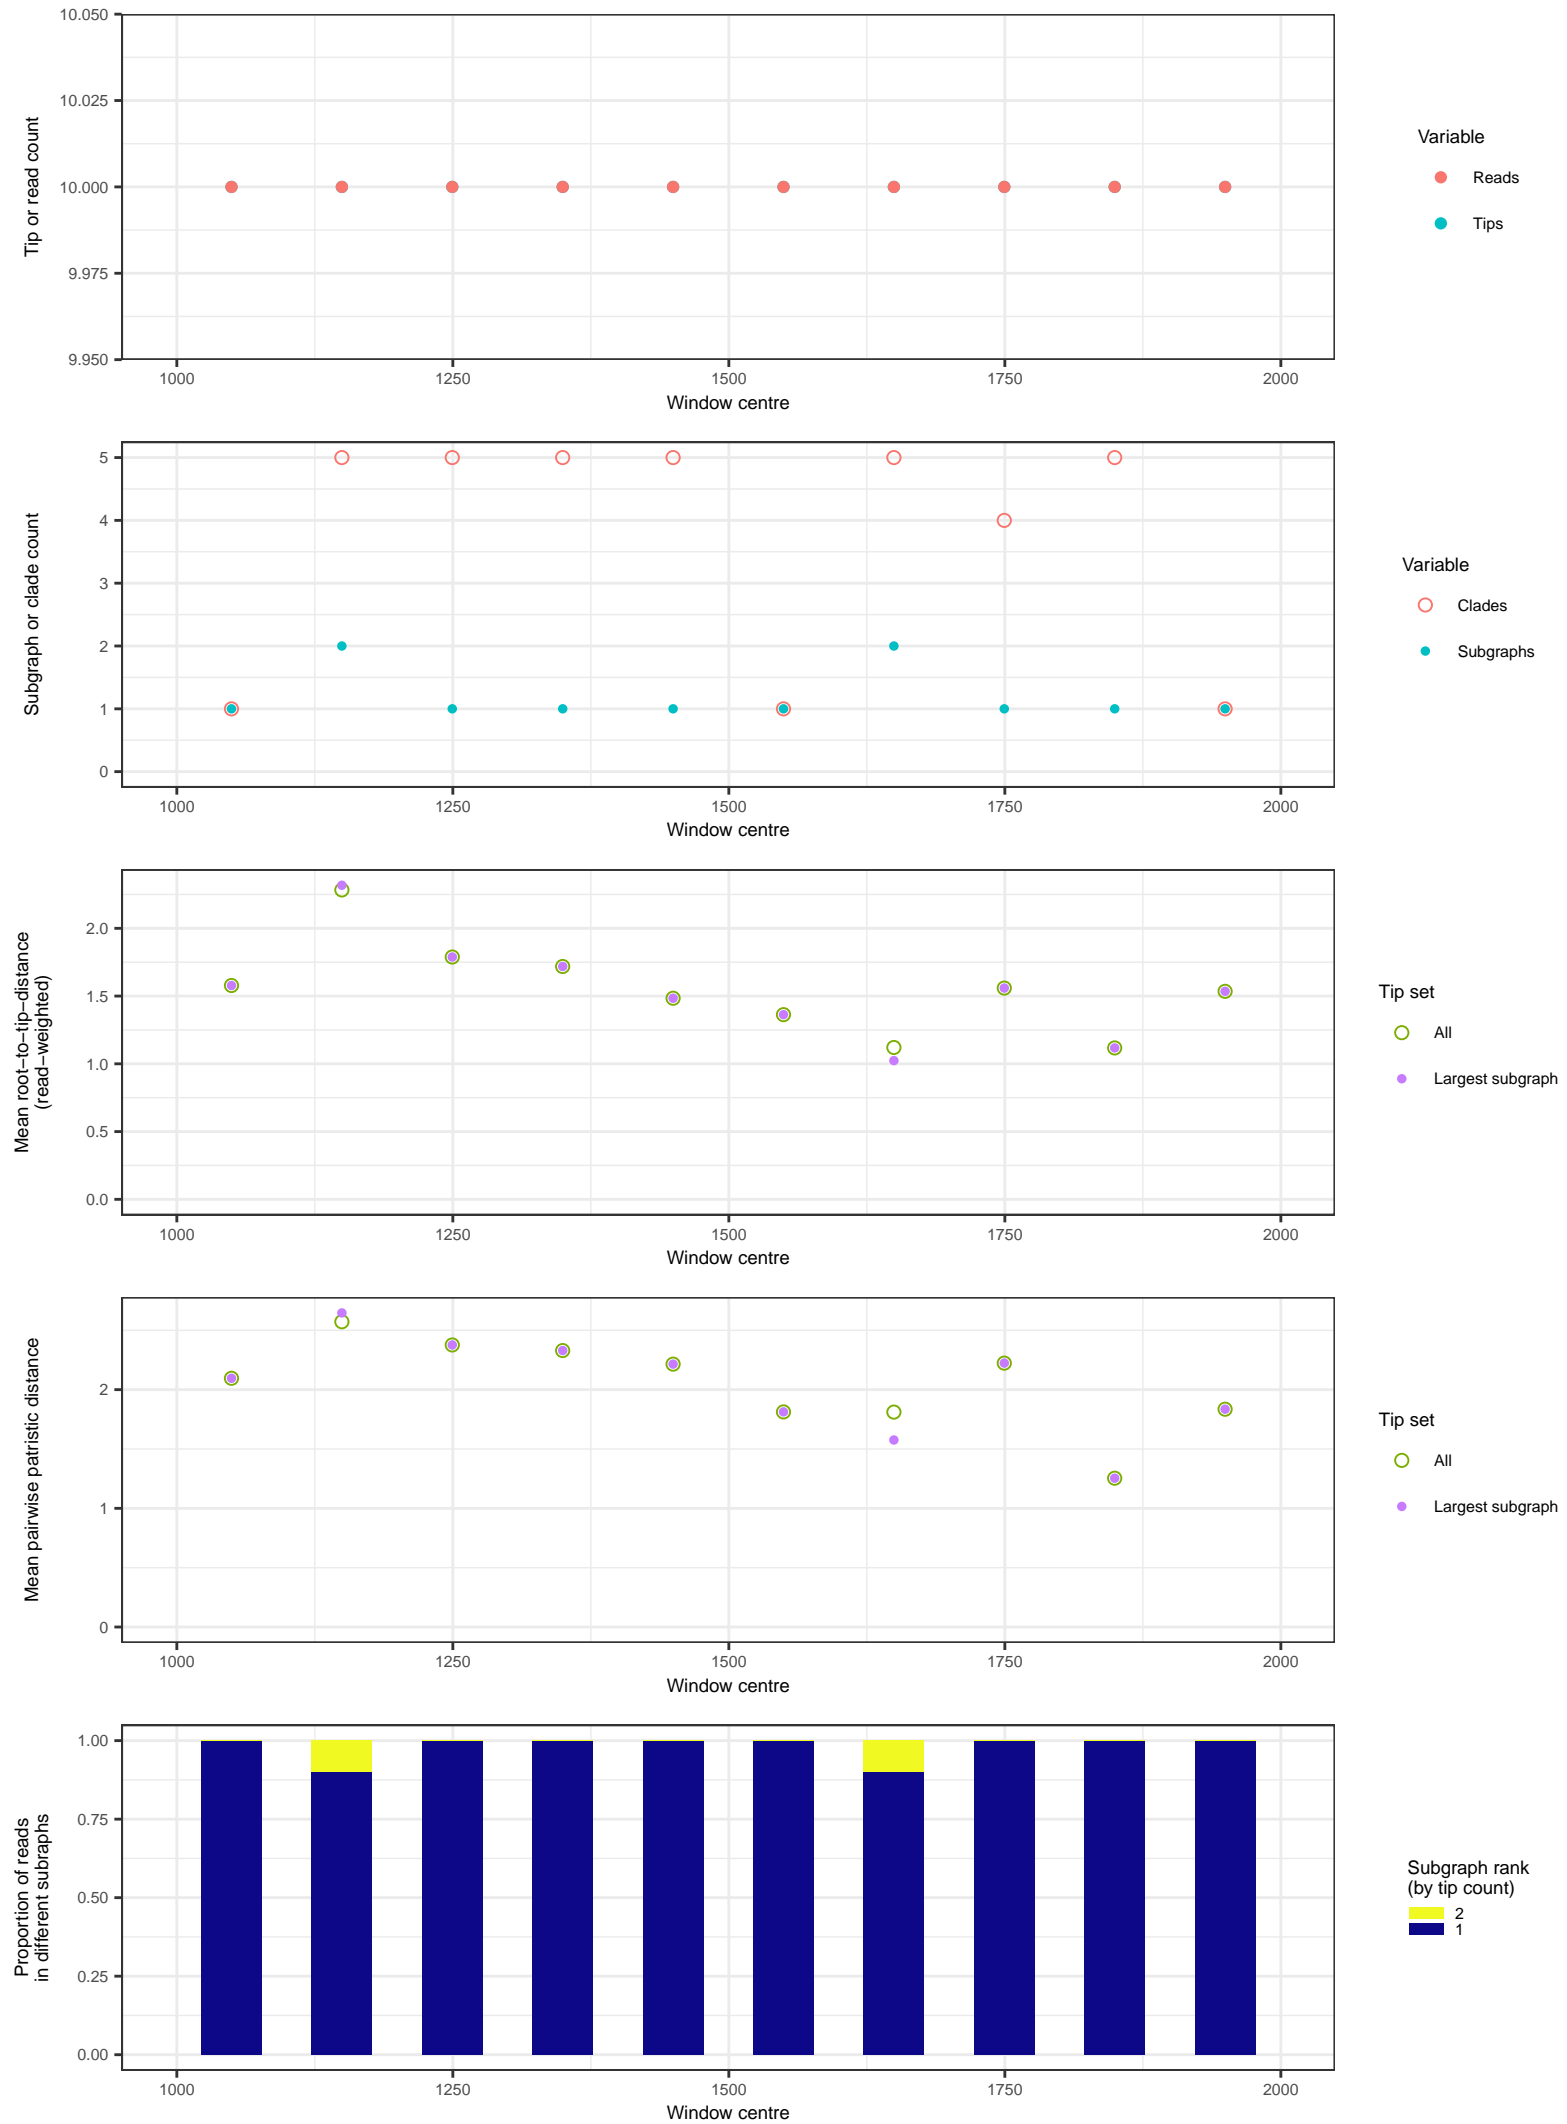 10.050
10.025
10.000
9.975
9.950
Tip or read count
1000 1250 1500 1750 2000
Window centre
Variable
Reads
Tips
5
4
3
2
1
0
Subgraph or clade count
1000 1250 1500 1750 2000
Window centre
Variable
Clades
Subgraphs
2.0
1.5
1.0
0.5
0.0
Mean root−to−tip−distance
(read−weighted)
1000 1250 1500 1750 2000
Window centre
Tip set
All
Largest subgraph
2
1
0
Mean pairwise patristic distance
1000 1250 1500 1750 2000
Window centre
Tip set
All
Largest subgraph
1.00
0.75
0.50
0.25
0.00
Proportion of reads
in different subraphs
1000 1250 1500 1750 2000
Window centre
Subgraph rank
(by tip count)
2
1